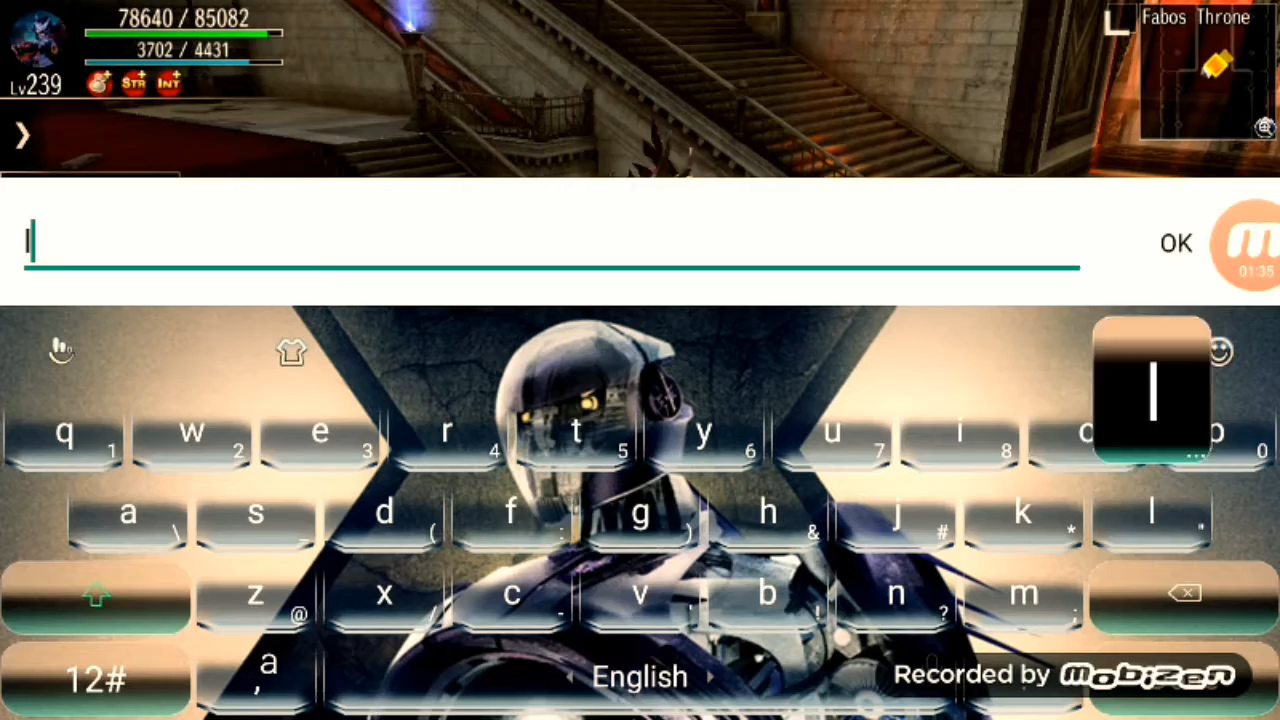 78640 / 85082
3702 / 4431
Lv239
STR
INT
Fabos Throne
l
OK
01:35
l
q 1 w 2 e 3 r 4 t 5 y 6 u 7 i 8 o p 0
a \ s _ d ( f : g ) h & j # k * l "
z @ x / c - v ' b ! n ? m ;
12# a , English
Recorded by mobizen